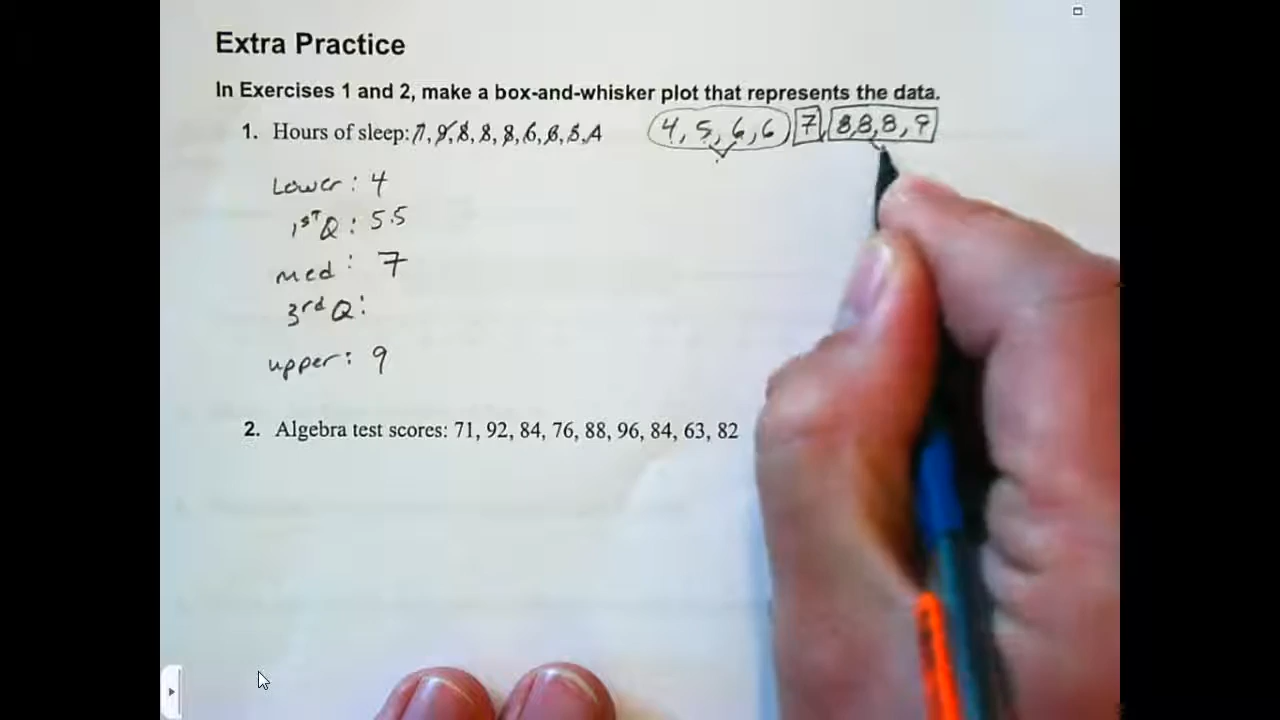 Extra Practice
In Exercises 1 and 2, make a box-and-whisker plot that represents the data.
1. Hours of sleep: 7, 9, 8, 8, 8, 6, 6, 5, 4
4, 5, 6, 6, 7, 8, 8, 8, 9
Lower: 4
1st Q: 5.5
med: 7
3rd Q:
upper: 9
2. Algebra test scores: 71, 92, 84, 76, 88, 96, 84, 63, 82